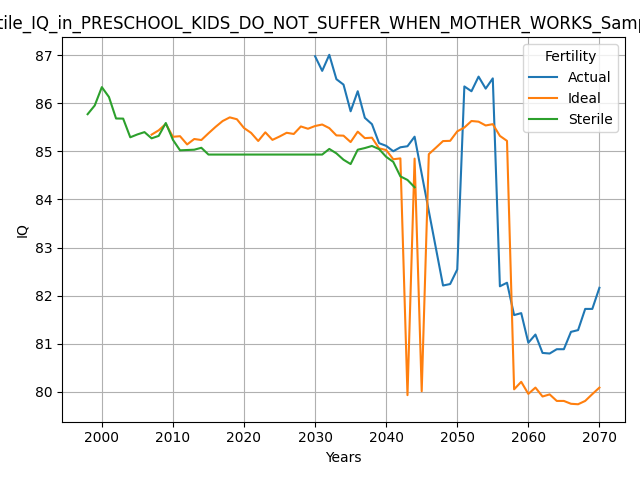 tile_IQ_in_PRESCHOOL_KIDS_DO_NOT_SUFFER_WHEN_MOTHER_WORKS_Samp
87
86
85
84
83
82
81
80
IQ
Fertility
Actual
Ideal
Sterile
2000 2010 2020 2030 2040 2050 2060 2070
Years